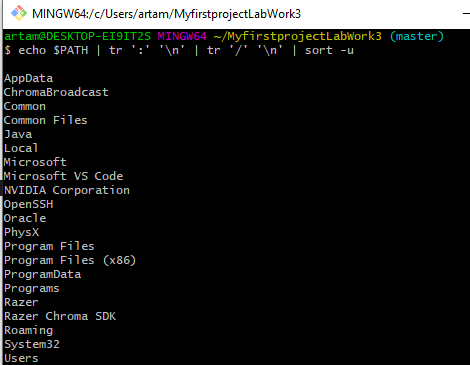 MINGW64:/c/Users/artam/MyfirstprojectLabWork3
artam@DESKTOP-EI9IT2S MINGW64 ~/MyfirstprojectLabWork3 (master)
$ echo $PATH | tr ':' '\n' | tr '/' '\n' | sort -u
AppData
ChromaBroadcast
Common
Common Files
Java
Local
Microsoft
Microsoft VS Code
NVIDIA Corporation
OpenSSH
Oracle
PhysX
Program Files
Program Files (x86)
ProgramData
Programs
Razer
Razer Chroma SDK
Roaming
System32
Users